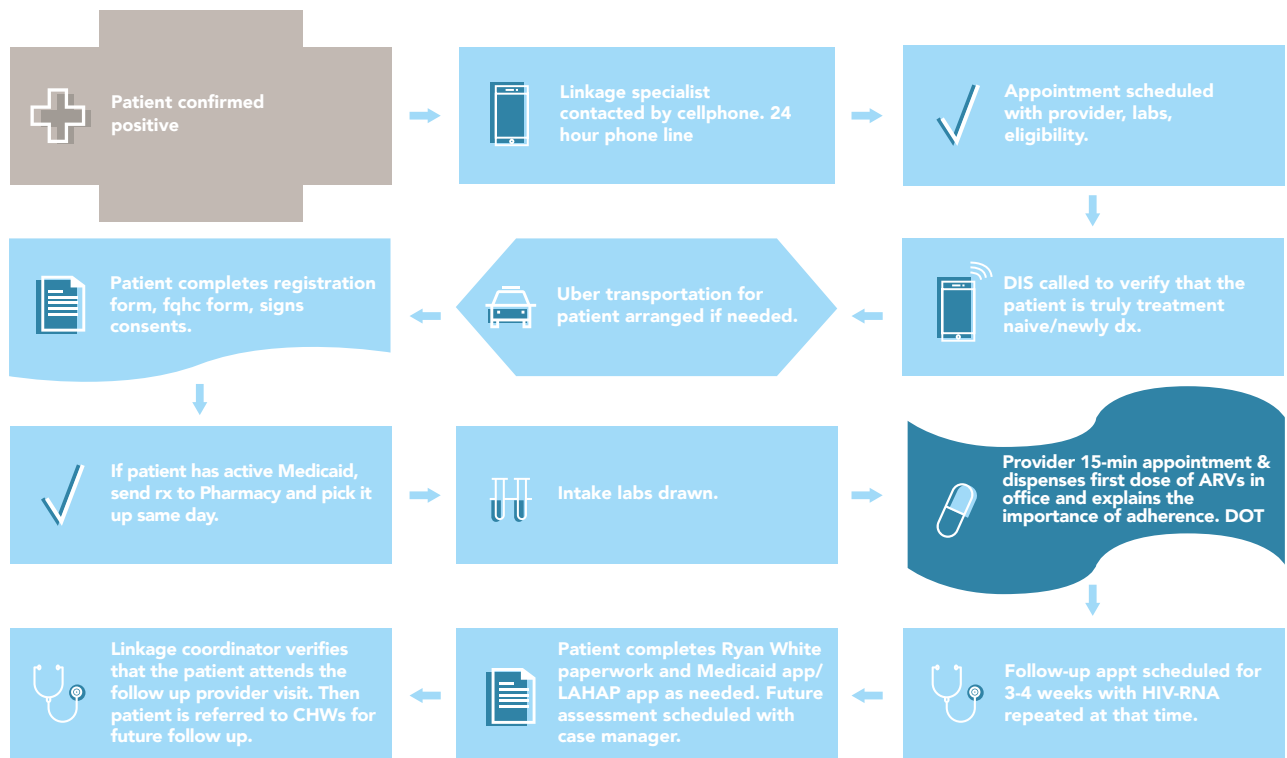 Patient confirmed
positive
Linkage specialist
contacted by cellphone. 24
hour phone line
Appointment scheduled
with provider, labs,
eligibility.
DIS called to verify that the
patient is truly treatment
naive/newly dx.
Uber transportation for
patient arranged if needed.
Patient completes registration
form, fqhc form, signs
consents.
If patient has active Medicaid,
send rx to Pharmacy and pick it
up same day.
Intake labs drawn.
Provider 15-min appointment &
dispenses first dose of ARVs in
office and explains the
importance of adherence. DOT
Follow-up appt scheduled for
3-4 weeks with HIV-RNA
repeated at that time.
Patient completes Ryan White
paperwork and Medicaid app/
LAHAP app as needed. Future
assessment scheduled with
case manager.
Linkage coordinator verifies
that the patient attends the
follow up provider visit. Then
patient is referred to CHWs for
future follow up.